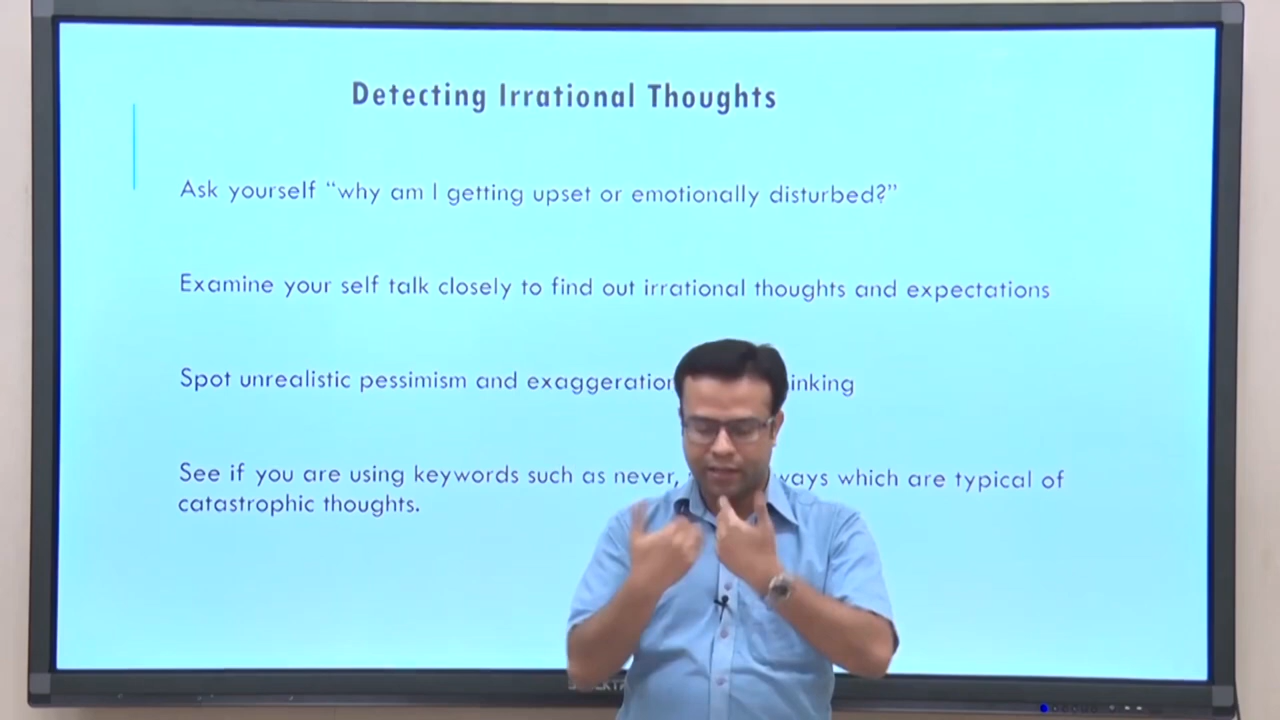 Detecting Irrational Thoughts
Ask yourself “why am I getting upset or emotionally disturbed?”
Examine your self talk closely to find out irrational thoughts and expectations
Spot unrealistic pessimism and exaggeration
See if you are using keywords such as never, which are typical of
catastrophic thoughts.